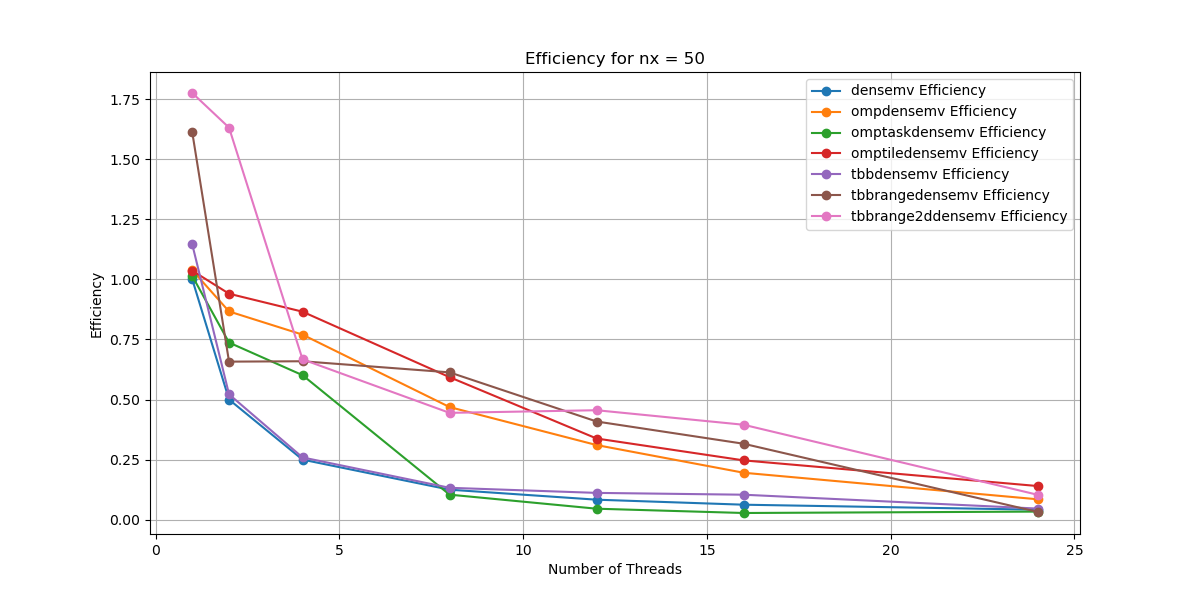 Efficiency for nx = 50
densemv Efficiency
ompdensemv Efficiency
omptaskdensemv Efficiency
omptiledensemv Efficiency
tbbdensemv Efficiency
tbbrangedensemv Efficiency
tbbrange2ddensemv Efficiency
Efficiency
1.75
1.50
1.25
1.00
0.75
0.50
0.25
0.00
0 5 10 15 20 25
Number of Threads